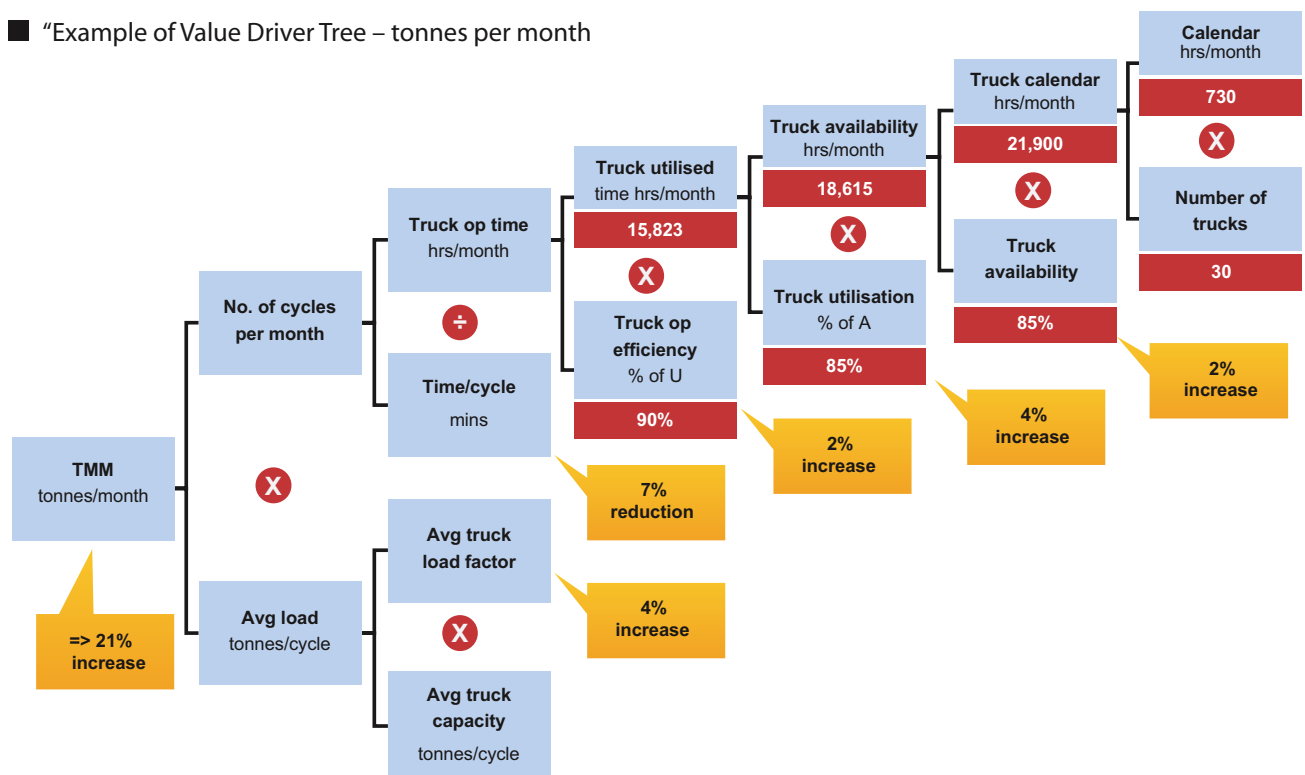 “Example of Value Driver Tree – tonnes per month
Calendar
hrs/month
730
X
Number of
trucks
30
Truck calendar
hrs/month
21,900
X
Truck
availability
85%
2%
increase
Truck availability
hrs/month
18,615
X
Truck utilisation
% of A
85%
4%
increase
Truck utilised
time hrs/month
15,823
X
Truck op
efficiency
% of U
90%
2%
increase
Truck op time
hrs/month
÷
Time/cycle
mins
7%
reduction
No. of cycles
per month
X
Avg load
tonnes/cycle
Avg truck
load factor
4%
increase
X
Avg truck
capacity
tonnes/cycle
TMM
tonnes/month
=> 21%
increase